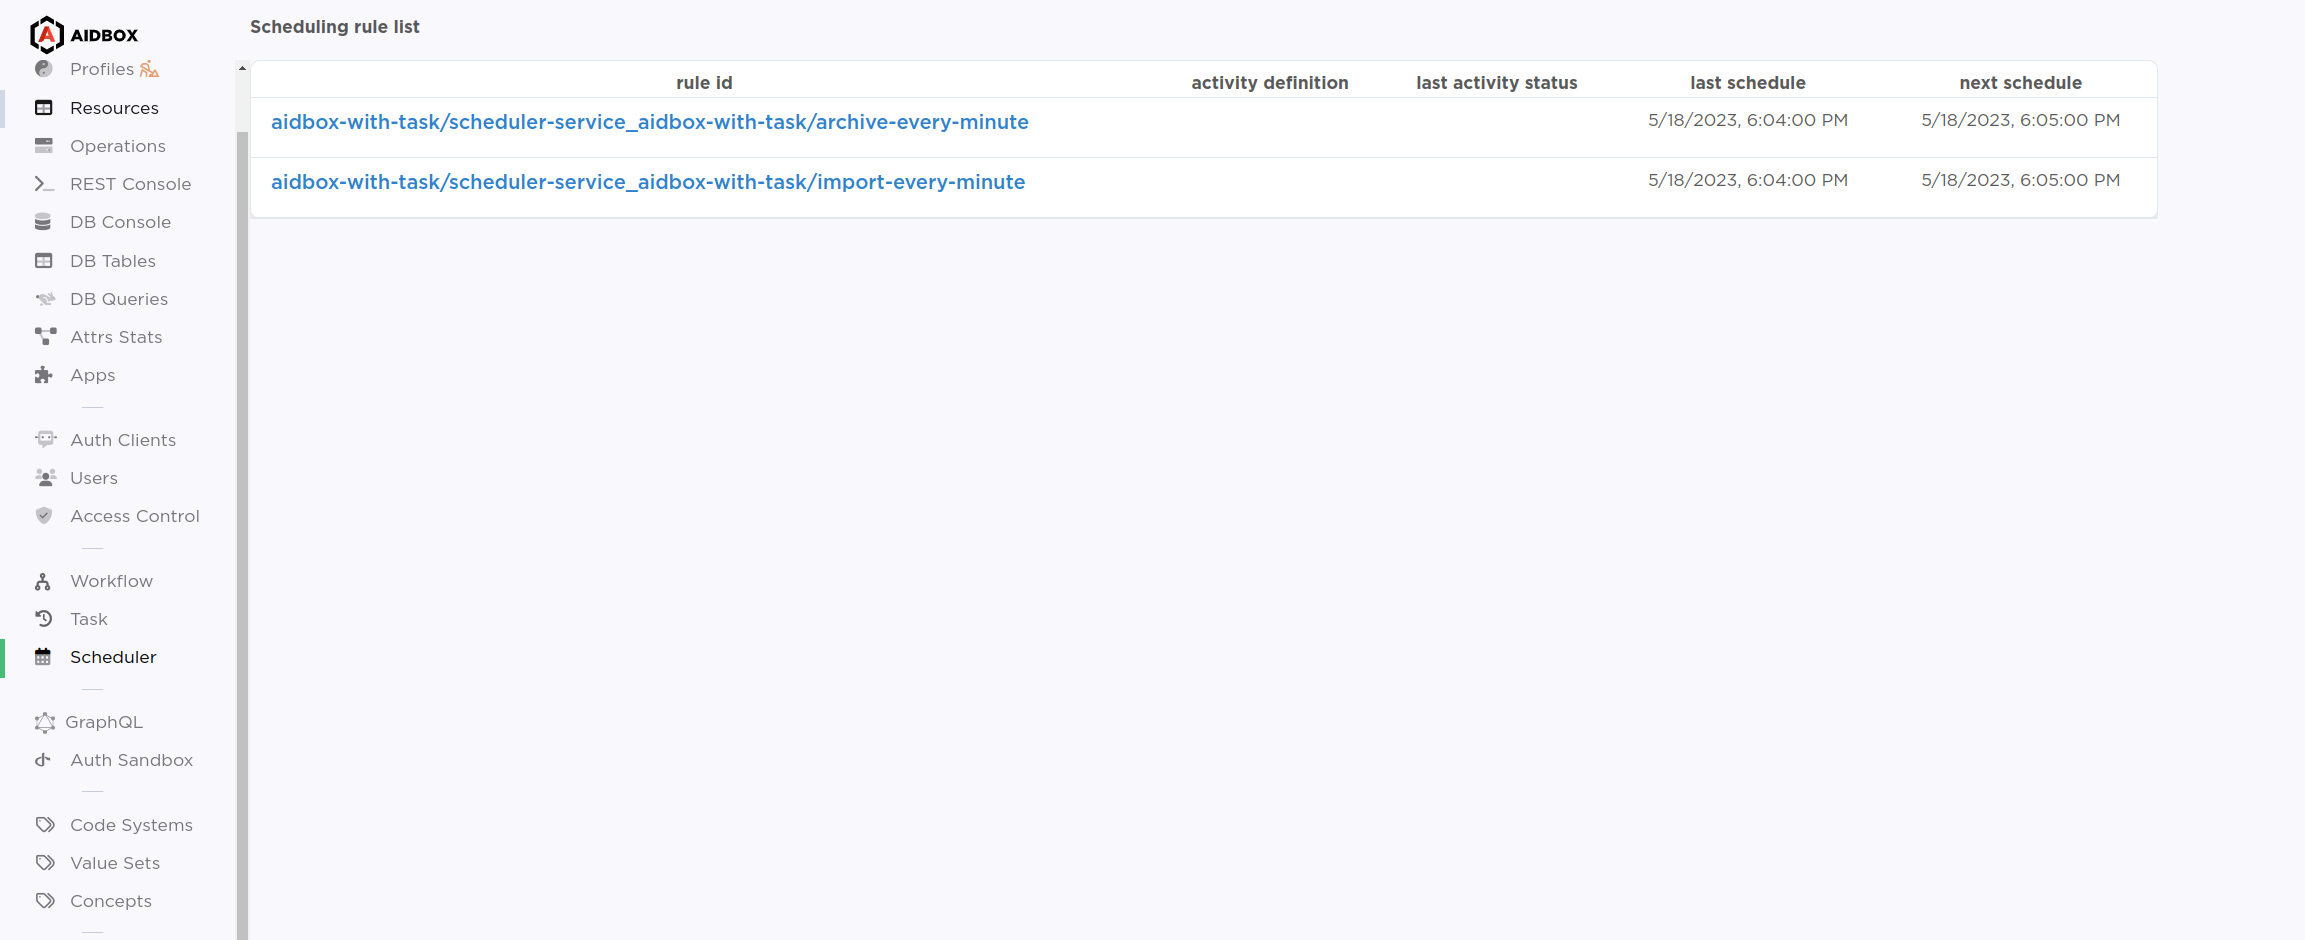 AIDBOX
Profiles
Resources
Operations
REST Console
DB Console
DB Tables
DB Queries
Attrs Stats
Apps
Auth Clients
Users
Access Control
Workflow
Task
Scheduler
GraphQL
Auth Sandbox
Code Systems
Value Sets
Concepts
Scheduling rule list
rule id activity definition last activity status last schedule next schedule
aidbox-with-task/scheduler-service_aidbox-with-task/archive-every-minute 5/18/2023, 6:04:00 PM 5/18/2023, 6:05:00 PM
aidbox-with-task/scheduler-service_aidbox-with-task/import-every-minute 5/18/2023, 6:04:00 PM 5/18/2023, 6:05:00 PM